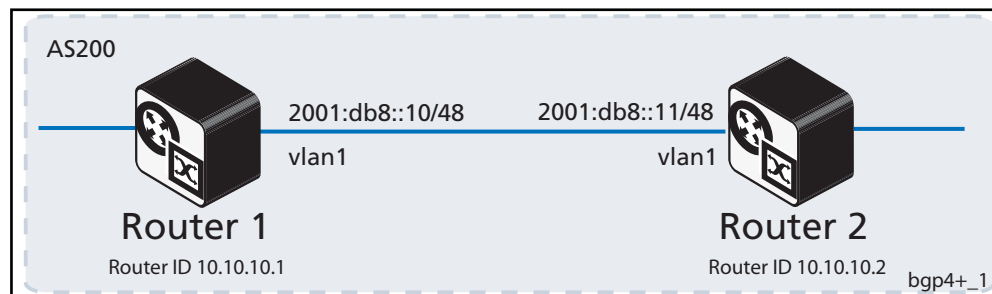 AS200
2001:db8::10/48
2001:db8::11/48
vlan1
vlan1
Router 1
Router 2
Router ID 10.10.10.1
Router ID 10.10.10.2
bgp4+_1